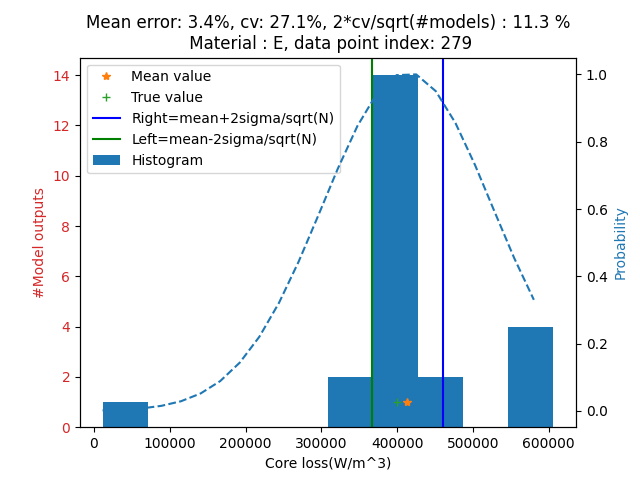 Mean error: 3.4%, cv: 27.1%, 2*cv/sqrt(#models) : 11.3 %
Material : E, data point index: 279
Mean value
True value
Right=mean+2sigma/sqrt(N)
Left=mean-2sigma/sqrt(N)
Histogram
#Model outputs
14
12
10
8
6
4
2
0
1.0
0.8
0.6
0.4
0.2
0.0
Probability
0 100000 200000 300000 400000 500000 600000
Core loss(W/m^3)